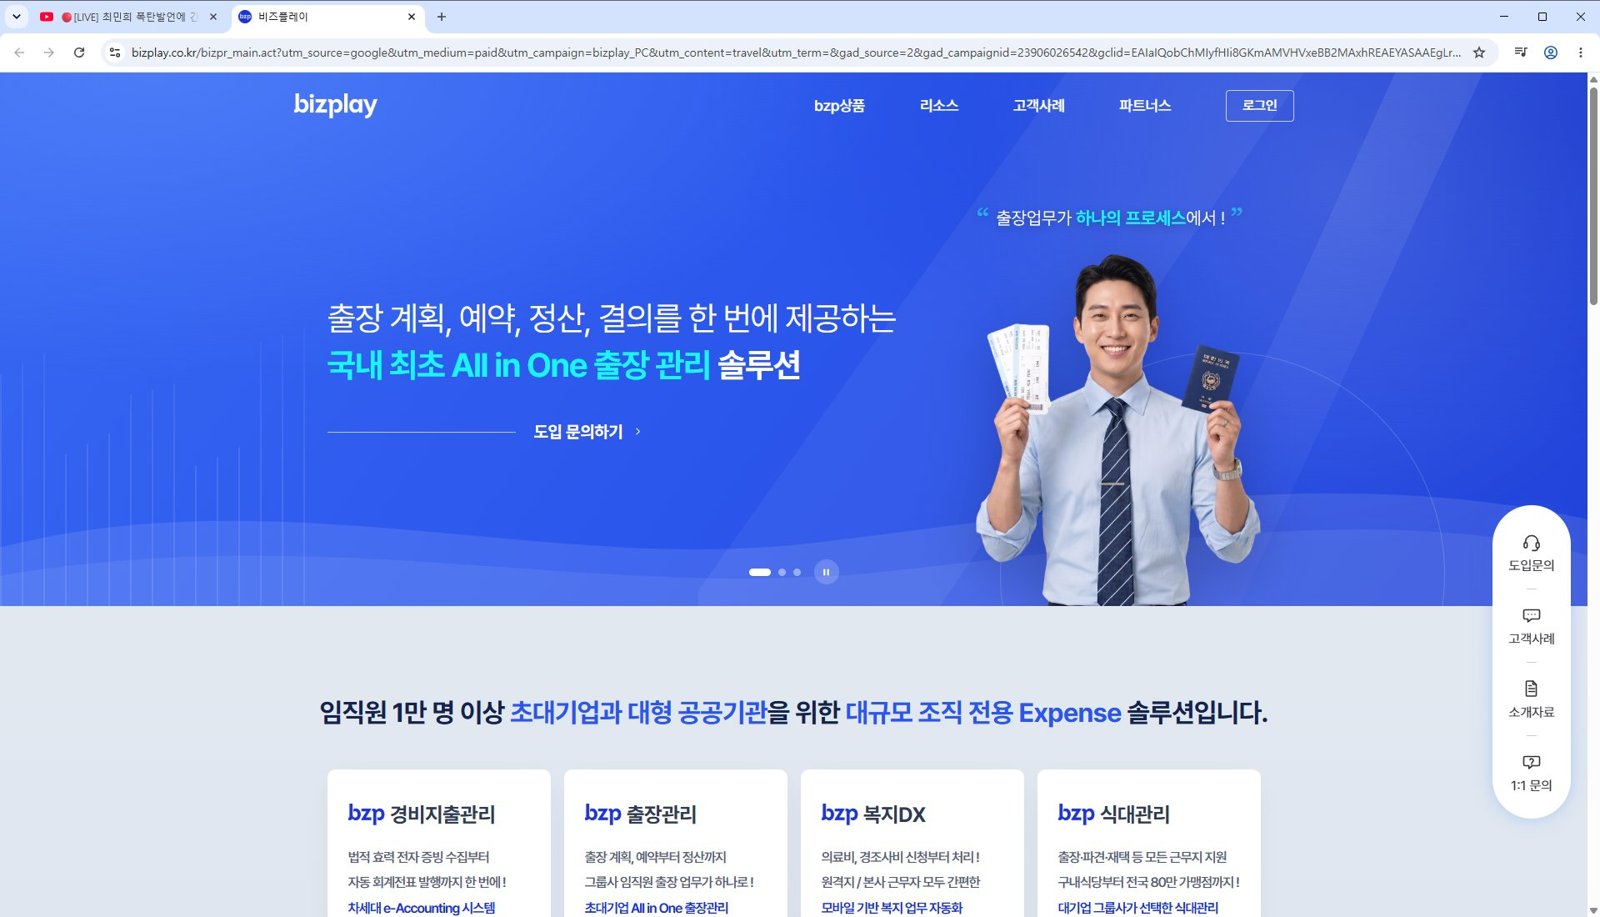 [LIVE] 최민희 폭탄발언에 긴
비즈플레이
bizplay.co.kr/bizpr_main.act?utm_source=google&utm_medium=paid&utm_campaign=bizplay_PC&utm_content=travel&utm_term=&gad_source=2&gad_campaignid=23906026542&gclid=EAIaIQobChMIyfHIi8GKmAMVHVxeBB2MAxhREAEYASAAEgLr...
bizplay
bzp상품
리소스
고객사례
파트너스
로그인
“ 출장업무가 하나의 프로세스에서 ! ”
출장 계획, 예약, 정산, 결의를 한 번에 제공하는
국내 최초 All in One 출장 관리 솔루션
도입 문의하기
도입문의
고객사례
소개자료
1:1 문의
임직원 1만 명 이상 초대기업과 대형 공공기관을 위한 대규모 조직 전용 Expense 솔루션입니다.
bzp 경비지출관리
법적 효력 전자 증빙 수집부터
자동 회계전표 발행까지 한 번에 !
차세대 e-Accounting 시스템
bzp 출장관리
출장 계획, 예약부터 정산까지
그룹사 임직원 출장 업무가 하나로 !
초대기업 All in One 출장관리
bzp 복지DX
의료비, 경조사비 신청부터 처리 !
원격지 / 본사 근무자 모두 간편한
모바일 기반 복지 업무 자동화
bzp 식대관리
출장·파견·재택 등 모든 근무지 지원
구내식당부터 전국 80만 가맹점까지 !
대기업 그룹사가 선택한 식대관리